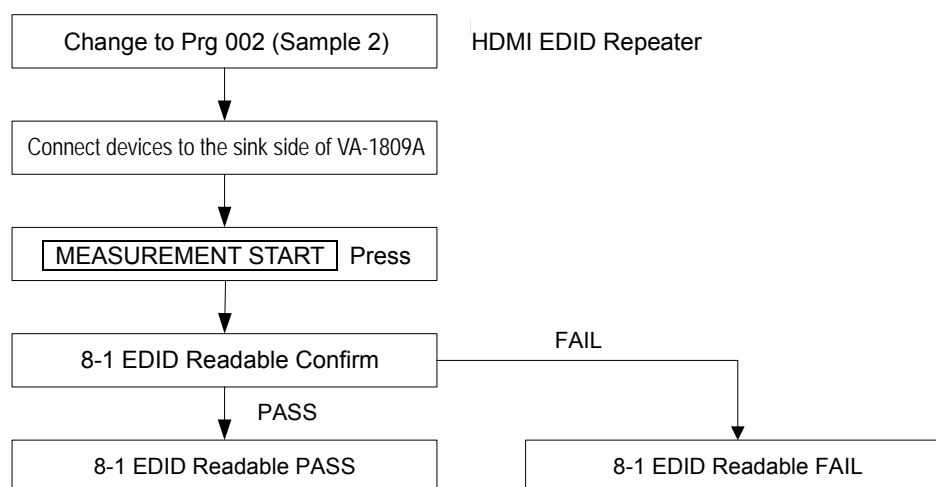 Change to Prg 002 (Sample 2)
HDMI EDID Repeater
Connect devices to the sink side of VA-1809A
MEASUREMENT START Press
8-1 EDID Readable Confirm
FAIL
PASS
8-1 EDID Readable PASS
8-1 EDID Readable FAIL